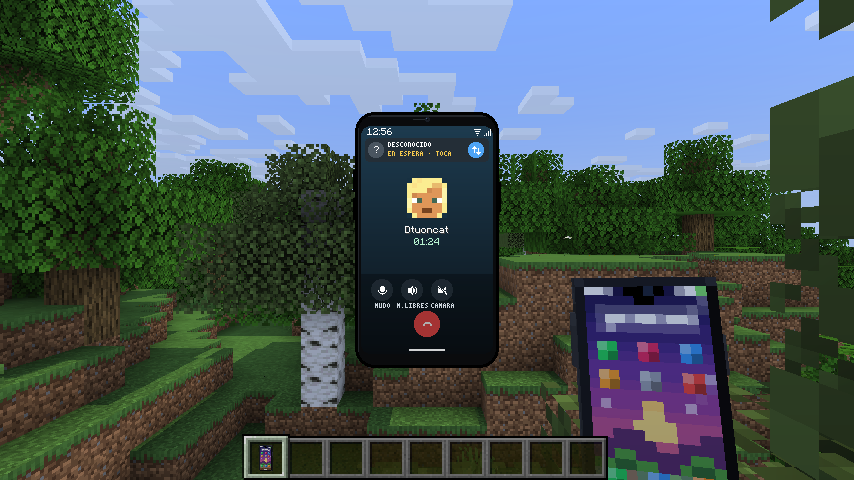 12:56
?
DESCONOCIDO
EN ESPERA · TOCA
Dtuoncat
01:24
MUDO M.LIBRES CAMARA